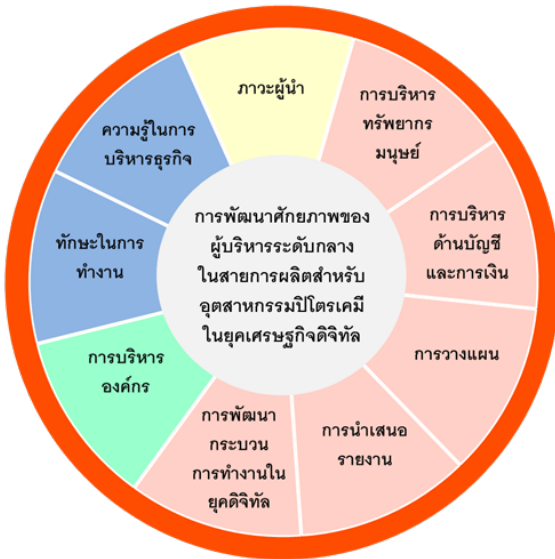 ภาวะผู้นำ
การบริหาร
ทรัพยากร
มนุษย์
การบริหาร
ด้านบัญชี
และการเงิน
การวางแผน
การนำเสนอ
รายงาน
การพัฒนา
กระบวน
การทำงานใน
ยุคดิจิทัล
การบริหาร
องค์กร
ทักษะในการ
ทำงาน
ความรู้ในการ
บริหารธุรกิจ
การพัฒนาศักยภาพของ
ผู้บริหารระดับกลาง
ในสายการผลิตสำหรับ
อุตสาหกรรมปิโตรเคมี
ในยุคเศรษฐกิจดิจิทัล